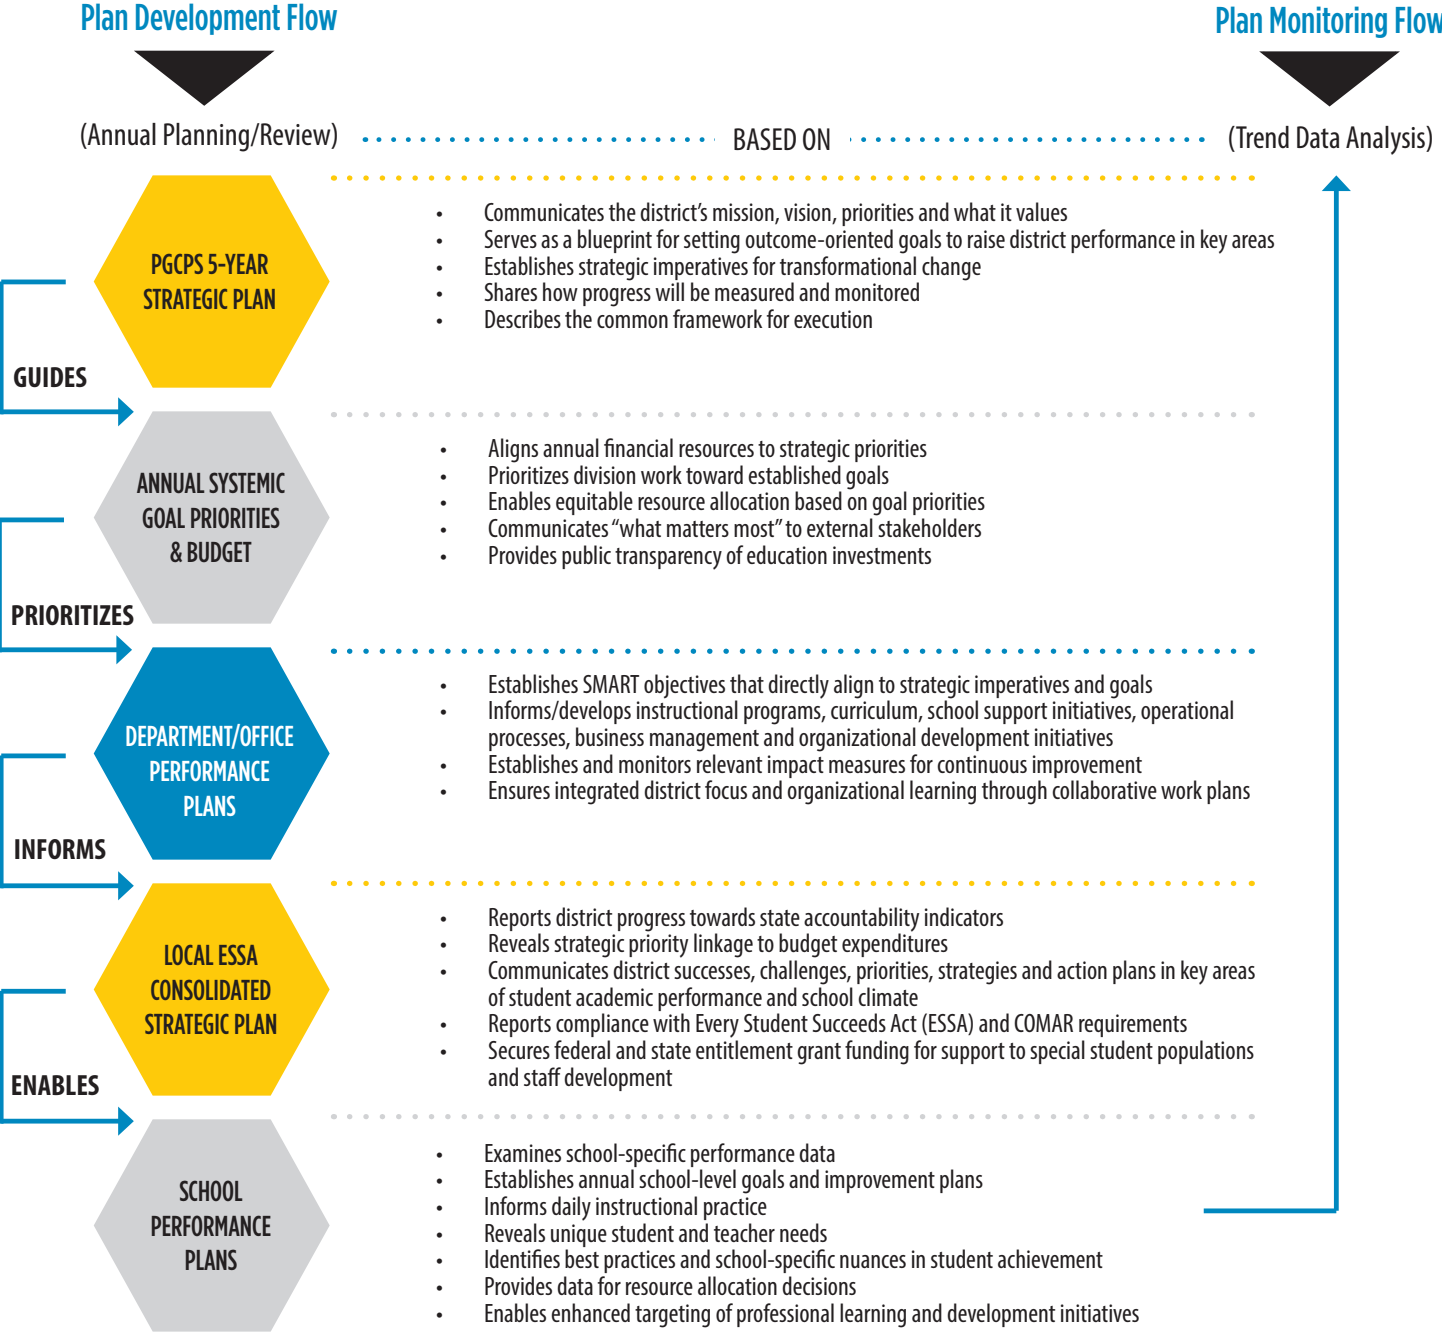 Plan Development Flow
Plan Monitoring Flow
(Annual Planning/Review)
BASED ON
(Trend Data Analysis)
PGCPS 5-YEAR
STRATEGIC PLAN
• Communicates the district's mission, vision, priorities and what it values
• Serves as a blueprint for setting outcome-oriented goals to raise district performance in key areas
• Establishes strategic imperatives for transformational change
• Shares how progress will be measured and monitored
• Describes the common framework for execution
GUIDES
ANNUAL SYSTEMIC
GOAL PRIORITIES
& BUDGET
• Aligns annual financial resources to strategic priorities
• Prioritizes division work toward established goals
• Enables equitable resource allocation based on goal priorities
• Communicates “what matters most” to external stakeholders
• Provides public transparency of education investments
PRIORITIZES
DEPARTMENT/OFFICE
PERFORMANCE
PLANS
• Establishes SMART objectives that directly align to strategic imperatives and goals
• Informs/develops instructional programs, curriculum, school support initiatives, operational
processes, business management and organizational development initiatives
• Establishes and monitors relevant impact measures for continuous improvement
• Ensures integrated district focus and organizational learning through collaborative work plans
INFORMS
LOCAL ESSA
CONSOLIDATED
STRATEGIC PLAN
• Reports district progress towards state accountability indicators
• Reveals strategic priority linkage to budget expenditures
• Communicates district successes, challenges, priorities, strategies and action plans in key areas
of student academic performance and school climate
• Reports compliance with Every Student Succeeds Act (ESSA) and COMAR requirements
• Secures federal and state entitlement grant funding for support to special student populations
and staff development
ENABLES
SCHOOL
PERFORMANCE
PLANS
• Examines school-specific performance data
• Establishes annual school-level goals and improvement plans
• Informs daily instructional practice
• Reveals unique student and teacher needs
• Identifies best practices and school-specific nuances in student achievement
• Provides data for resource allocation decisions
• Enables enhanced targeting of professional learning and development initiatives